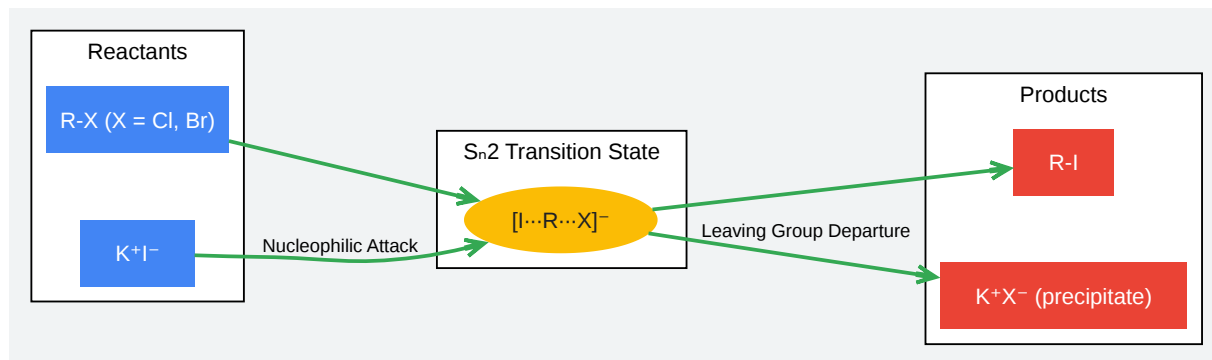 Reactants
R-X (X = Cl, Br)
K⁺I⁻
Nucleophilic Attack
Sₙ2 Transition State
[I···R···X]⁻
Leaving Group Departure
Products
R-I
K⁺X⁻ (precipitate)